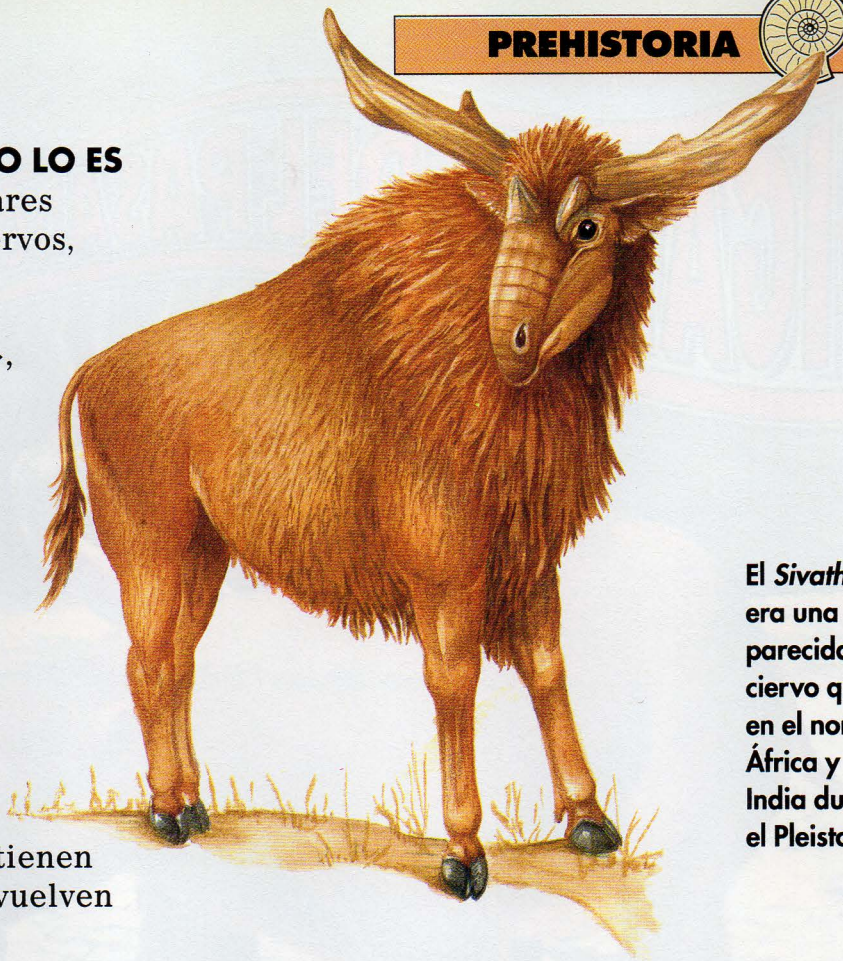 PREHISTORIA
O LO ES
ares
rvos,
,
tienen
vuelven
El Sivath
era una
parecida
ciervo q
en el nor
África y
India du
el Pleisto